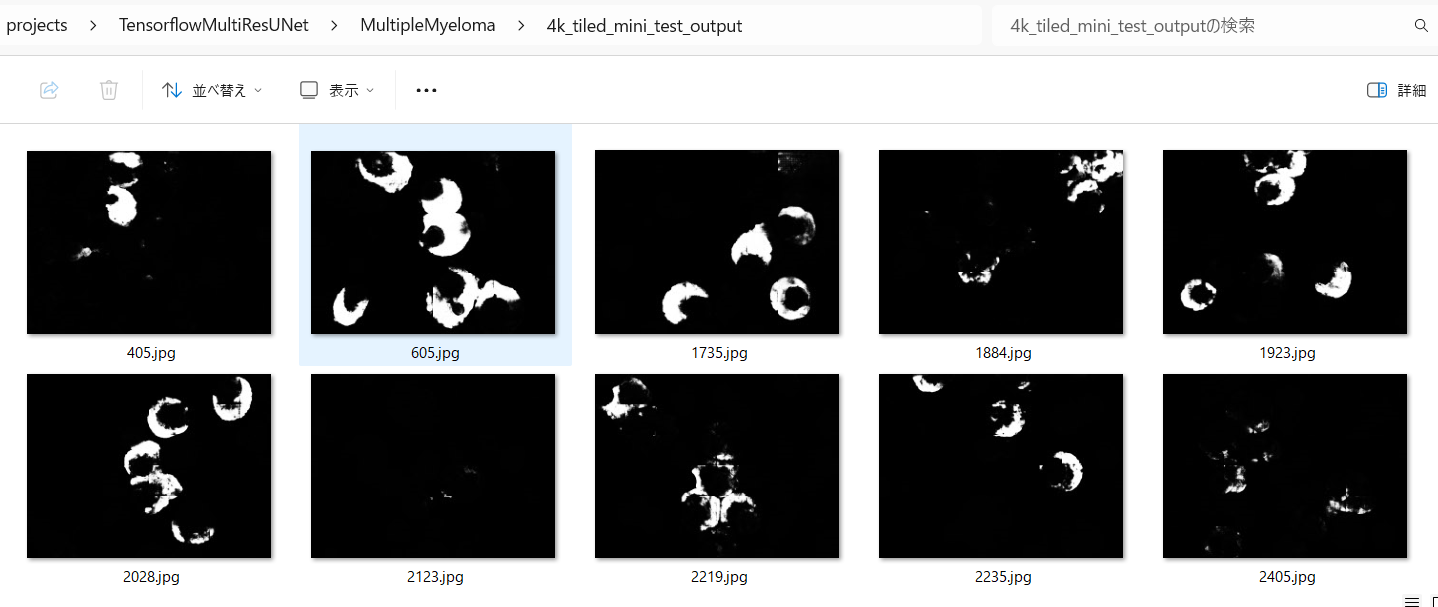 projects > TensorflowMultiResUNet > MultipleMyeloma > 4k_tiled_mini_test_output
4k_tiled_mini_test_outputの検索
並べ替え 表示 詳細
405.jpg 605.jpg 1735.jpg 1884.jpg 1923.jpg
2028.jpg 2123.jpg 2219.jpg 2235.jpg 2405.jpg